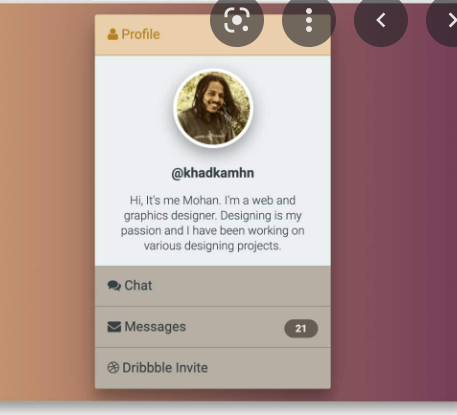 Profile
@khadkamhn
Hi, It's me Mohan. I'm a web and
graphics designer. Designing is my
passion and I have been working on
various designing projects.
Chat
Messages 21
Dribbble Invite